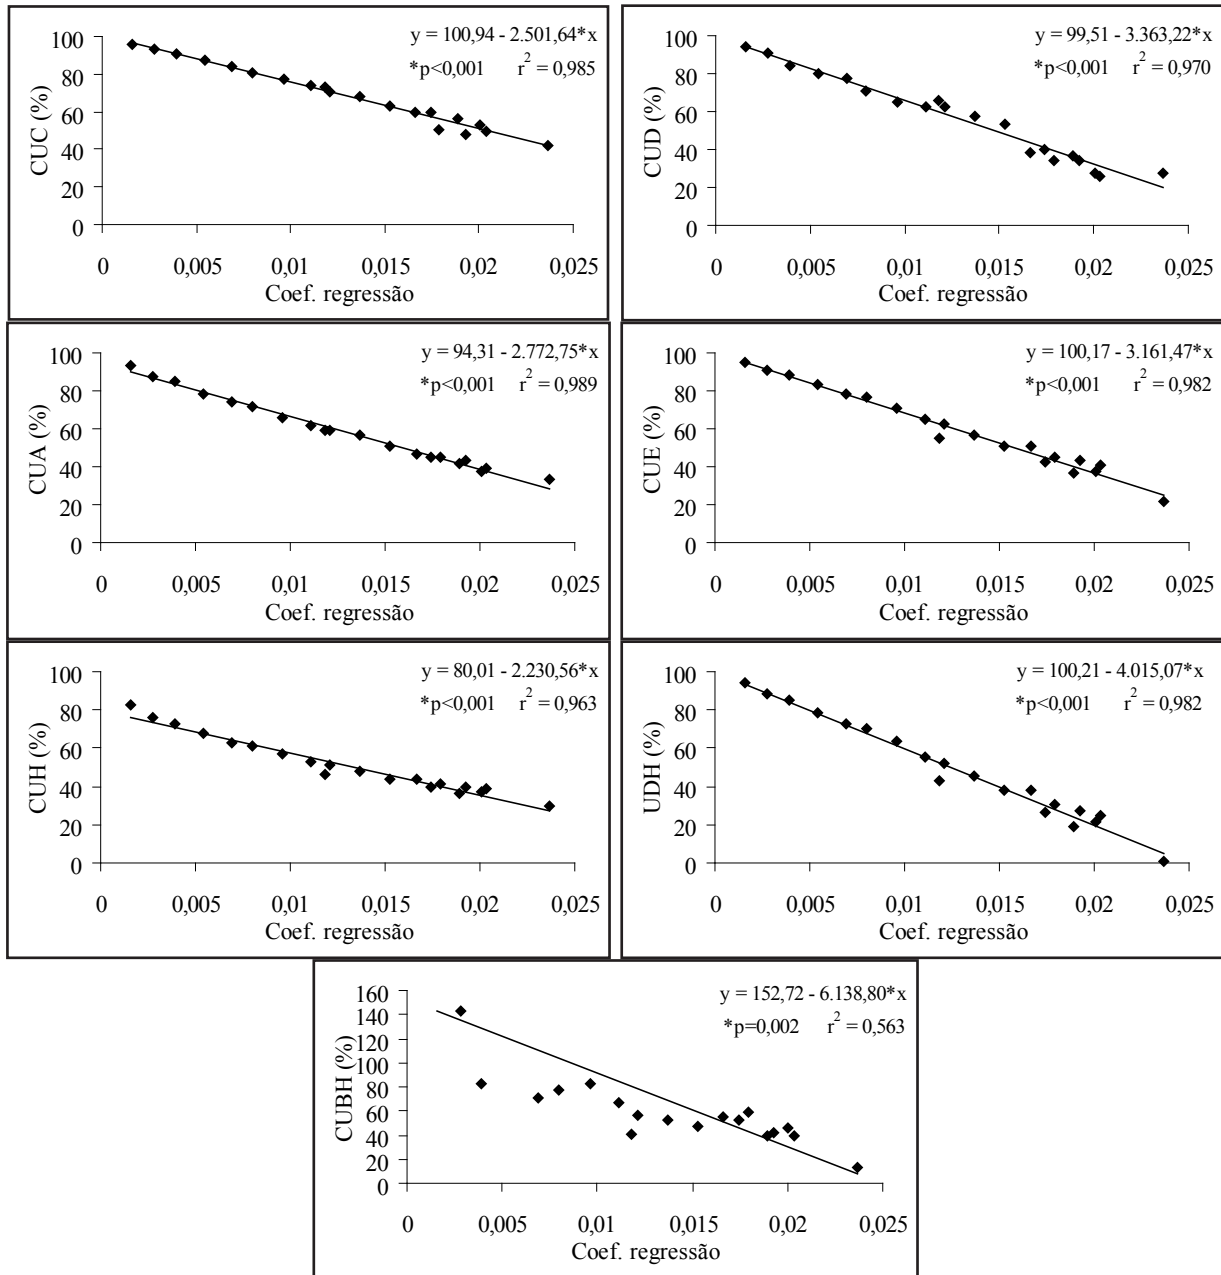 y = 100,94 - 2.501,64*x
*p<0,001 r² = 0,985
CUC (%)
100
80
60
40
20
0
0 0,005 0,01 0,015 0,02 0,025
Coef. regressão
y = 99,51 - 3.363,22*x
*p<0,001 r² = 0,970
CUD (%)
100
80
60
40
20
0
0 0,005 0,01 0,015 0,02 0,025
Coef. regressão
y = 94,31 - 2.772,75*x
*p<0,001 r² = 0,989
CUA (%)
100
80
60
40
20
0
0 0,005 0,01 0,015 0,02 0,025
Coef. regressão
y = 100,17 - 3.161,47*x
*p<0,001 r² = 0,982
CUE (%)
100
80
60
40
20
0
0 0,005 0,01 0,015 0,02 0,025
Coef. regressão
y = 80,01 - 2.230,56*x
*p<0,001 r² = 0,963
CUH (%)
100
80
60
40
20
0
0 0,005 0,01 0,015 0,02 0,025
Coef. regressão
y = 100,21 - 4.015,07*x
*p<0,001 r² = 0,982
UDH (%)
100
80
60
40
20
0
0 0,005 0,01 0,015 0,02 0,025
Coef. regressão
y = 152,72 - 6.138,80*x
*p=0,002 r² = 0,563
CUBH (%)
160
140
120
100
80
60
40
20
0
0 0,005 0,01 0,015 0,02 0,025
Coef. regressão